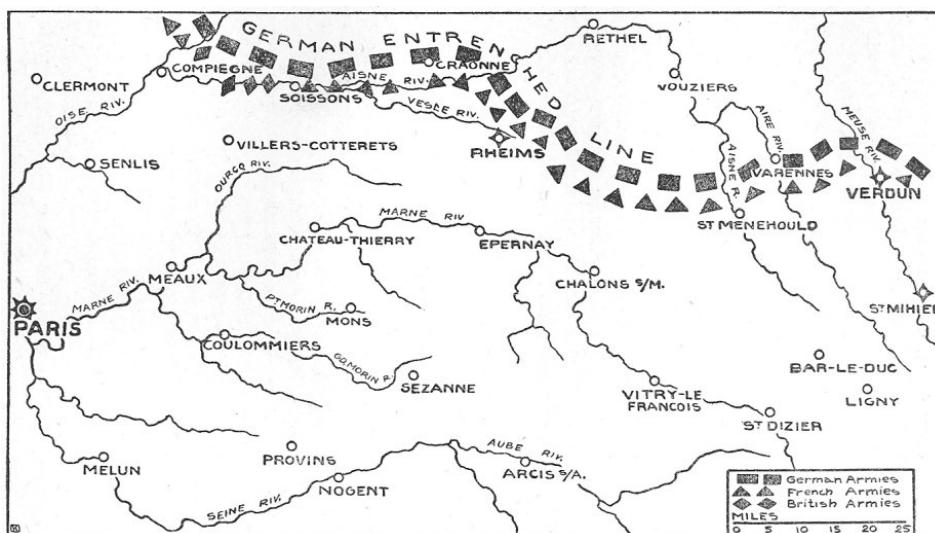 GERMAN ENTRENCHED LINE
RETHEL
CLERMONT
COMPIEGNE
CRAONNE
AISNE RIV.
SOISSONS
VOUZIERS
OISE RIV.
VESLE RIV.
AIRE RIV.
MEUSE RIV.
VILLERS-COTTERETS
RHEIMS
SENLIS
AISNE R.
VARENNES
VERDUN
OURCQ RIV.
MARNE RIV
ST MENEHOULD
CHATEAU-THIERRY
EPERNAY
MEAUX
CHALONS S/M.
MARNE RIV.
PT MORIN R.
MONS
ST MIHIEL
PARIS
COULOMMIERS
GD MORIN R.
BAR-LE-DUC
SEZANNE
LIGNY
VITRY-LE
FRANCOIS
ST DIZIER
AUBE RIV.
PROVINS
MELUN
ARCIS S/A.
NOGENT
SEINE RIV.
German Armies
French Armies
British Armies
MILES
0 5 10 15 20 25